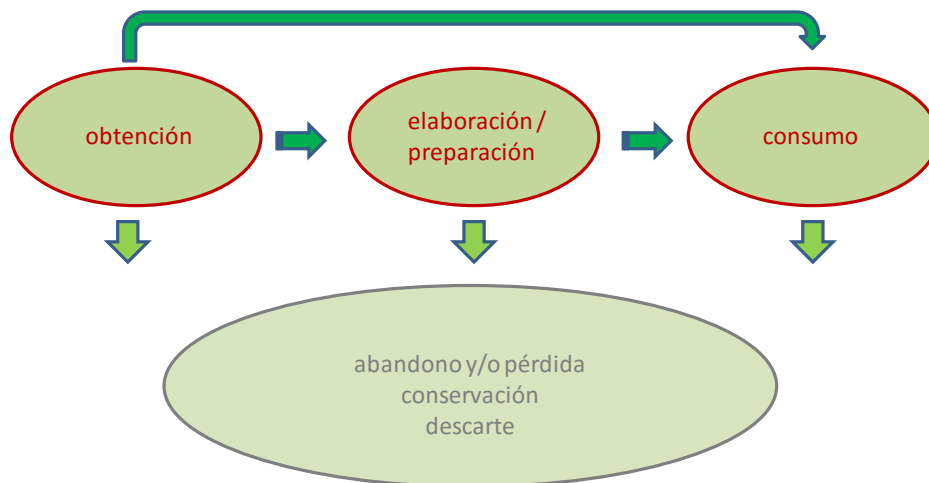 obtención
elaboración /
preparación
consumo
abandono y/o pérdida
conservación
descarte